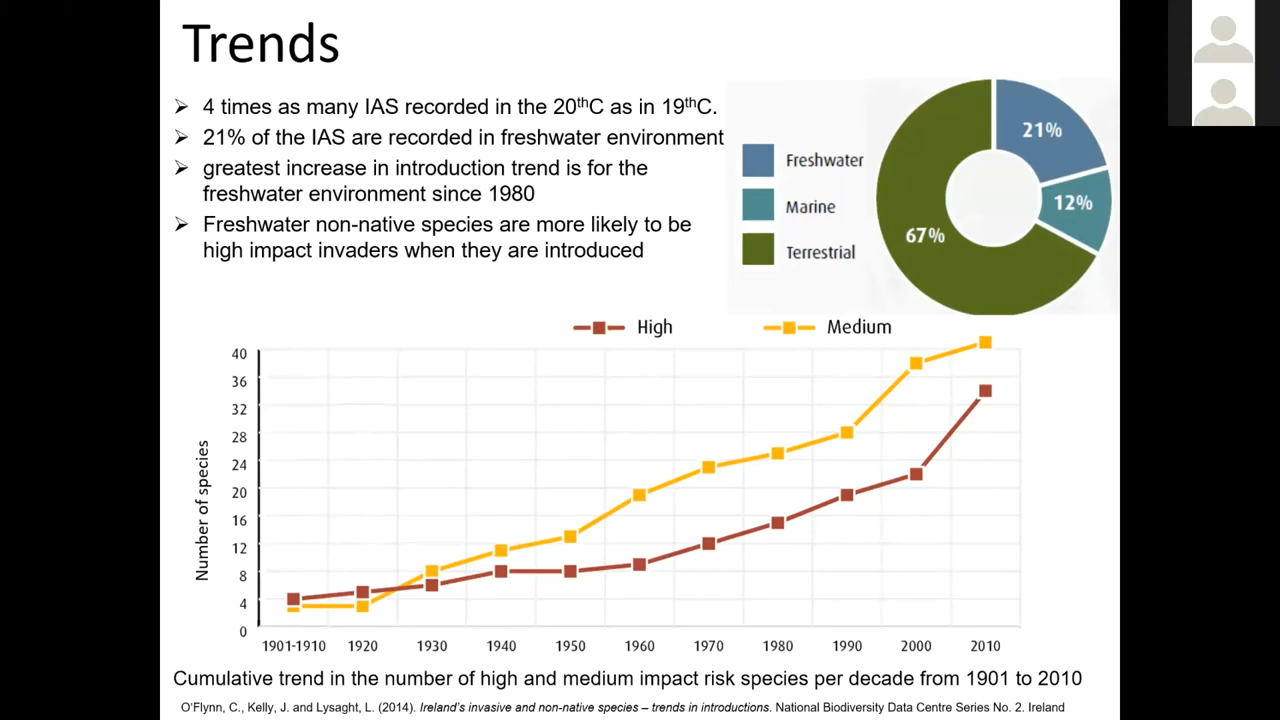 Trends
➢ 4 times as many IAS recorded in the 20thC as in 19thC.
➢ 21% of the IAS are recorded in freshwater environment
➢ greatest increase in introduction trend is for the
freshwater environment since 1980
➢ Freshwater non-native species are more likely to be
high impact invaders when they are introduced
Freshwater
Marine
Terrestrial
21%
12%
67%
High
Medium
Number of species
40
36
32
28
24
20
16
12
8
4
0
1901-1910 1920 1930 1940 1950 1960 1970 1980 1990 2000 2010
Cumulative trend in the number of high and medium impact risk species per decade from 1901 to 2010
O'Flynn, C., Kelly, J. and Lysaght, L. (2014). Ireland's invasive and non-native species – trends in introductions. National Biodiversity Data Centre Series No. 2. Ireland